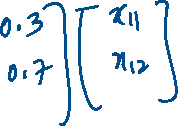 0.3 ] [ x11
0.7 ] [ x12 ]